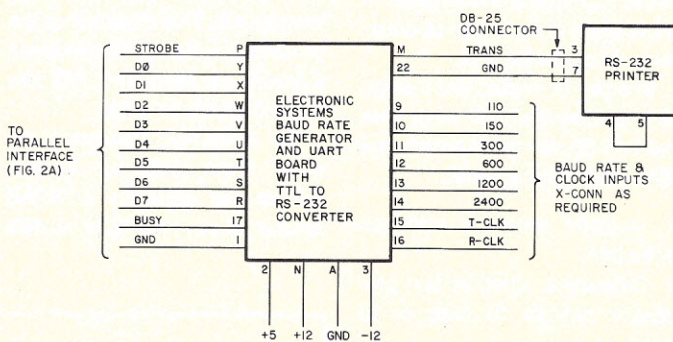 DB-25
CONNECTOR
STROBE P
D0 Y
D1 X
D2 W
D3 V
D4 U
D5 T
D6 S
D7 R
BUSY 17
GND 1
TO
PARALLEL
INTERFACE
(FIG. 2A)
ELECTRONIC
SYSTEMS
BAUD RATE
GENERATOR
AND UART
BOARD
WITH
TTL TO
RS-232
CONVERTER
M TRANS 3
22 GND 7
RS-232
PRINTER
4 5
9 110
10 150
11 300
12 600
13 1200
14 2400
15 T-CLK
16 R-CLK
BAUD RATE &
CLOCK INPUTS
X-CONN AS
REQUIRED
2 N A 3
+5 +12 GND -12